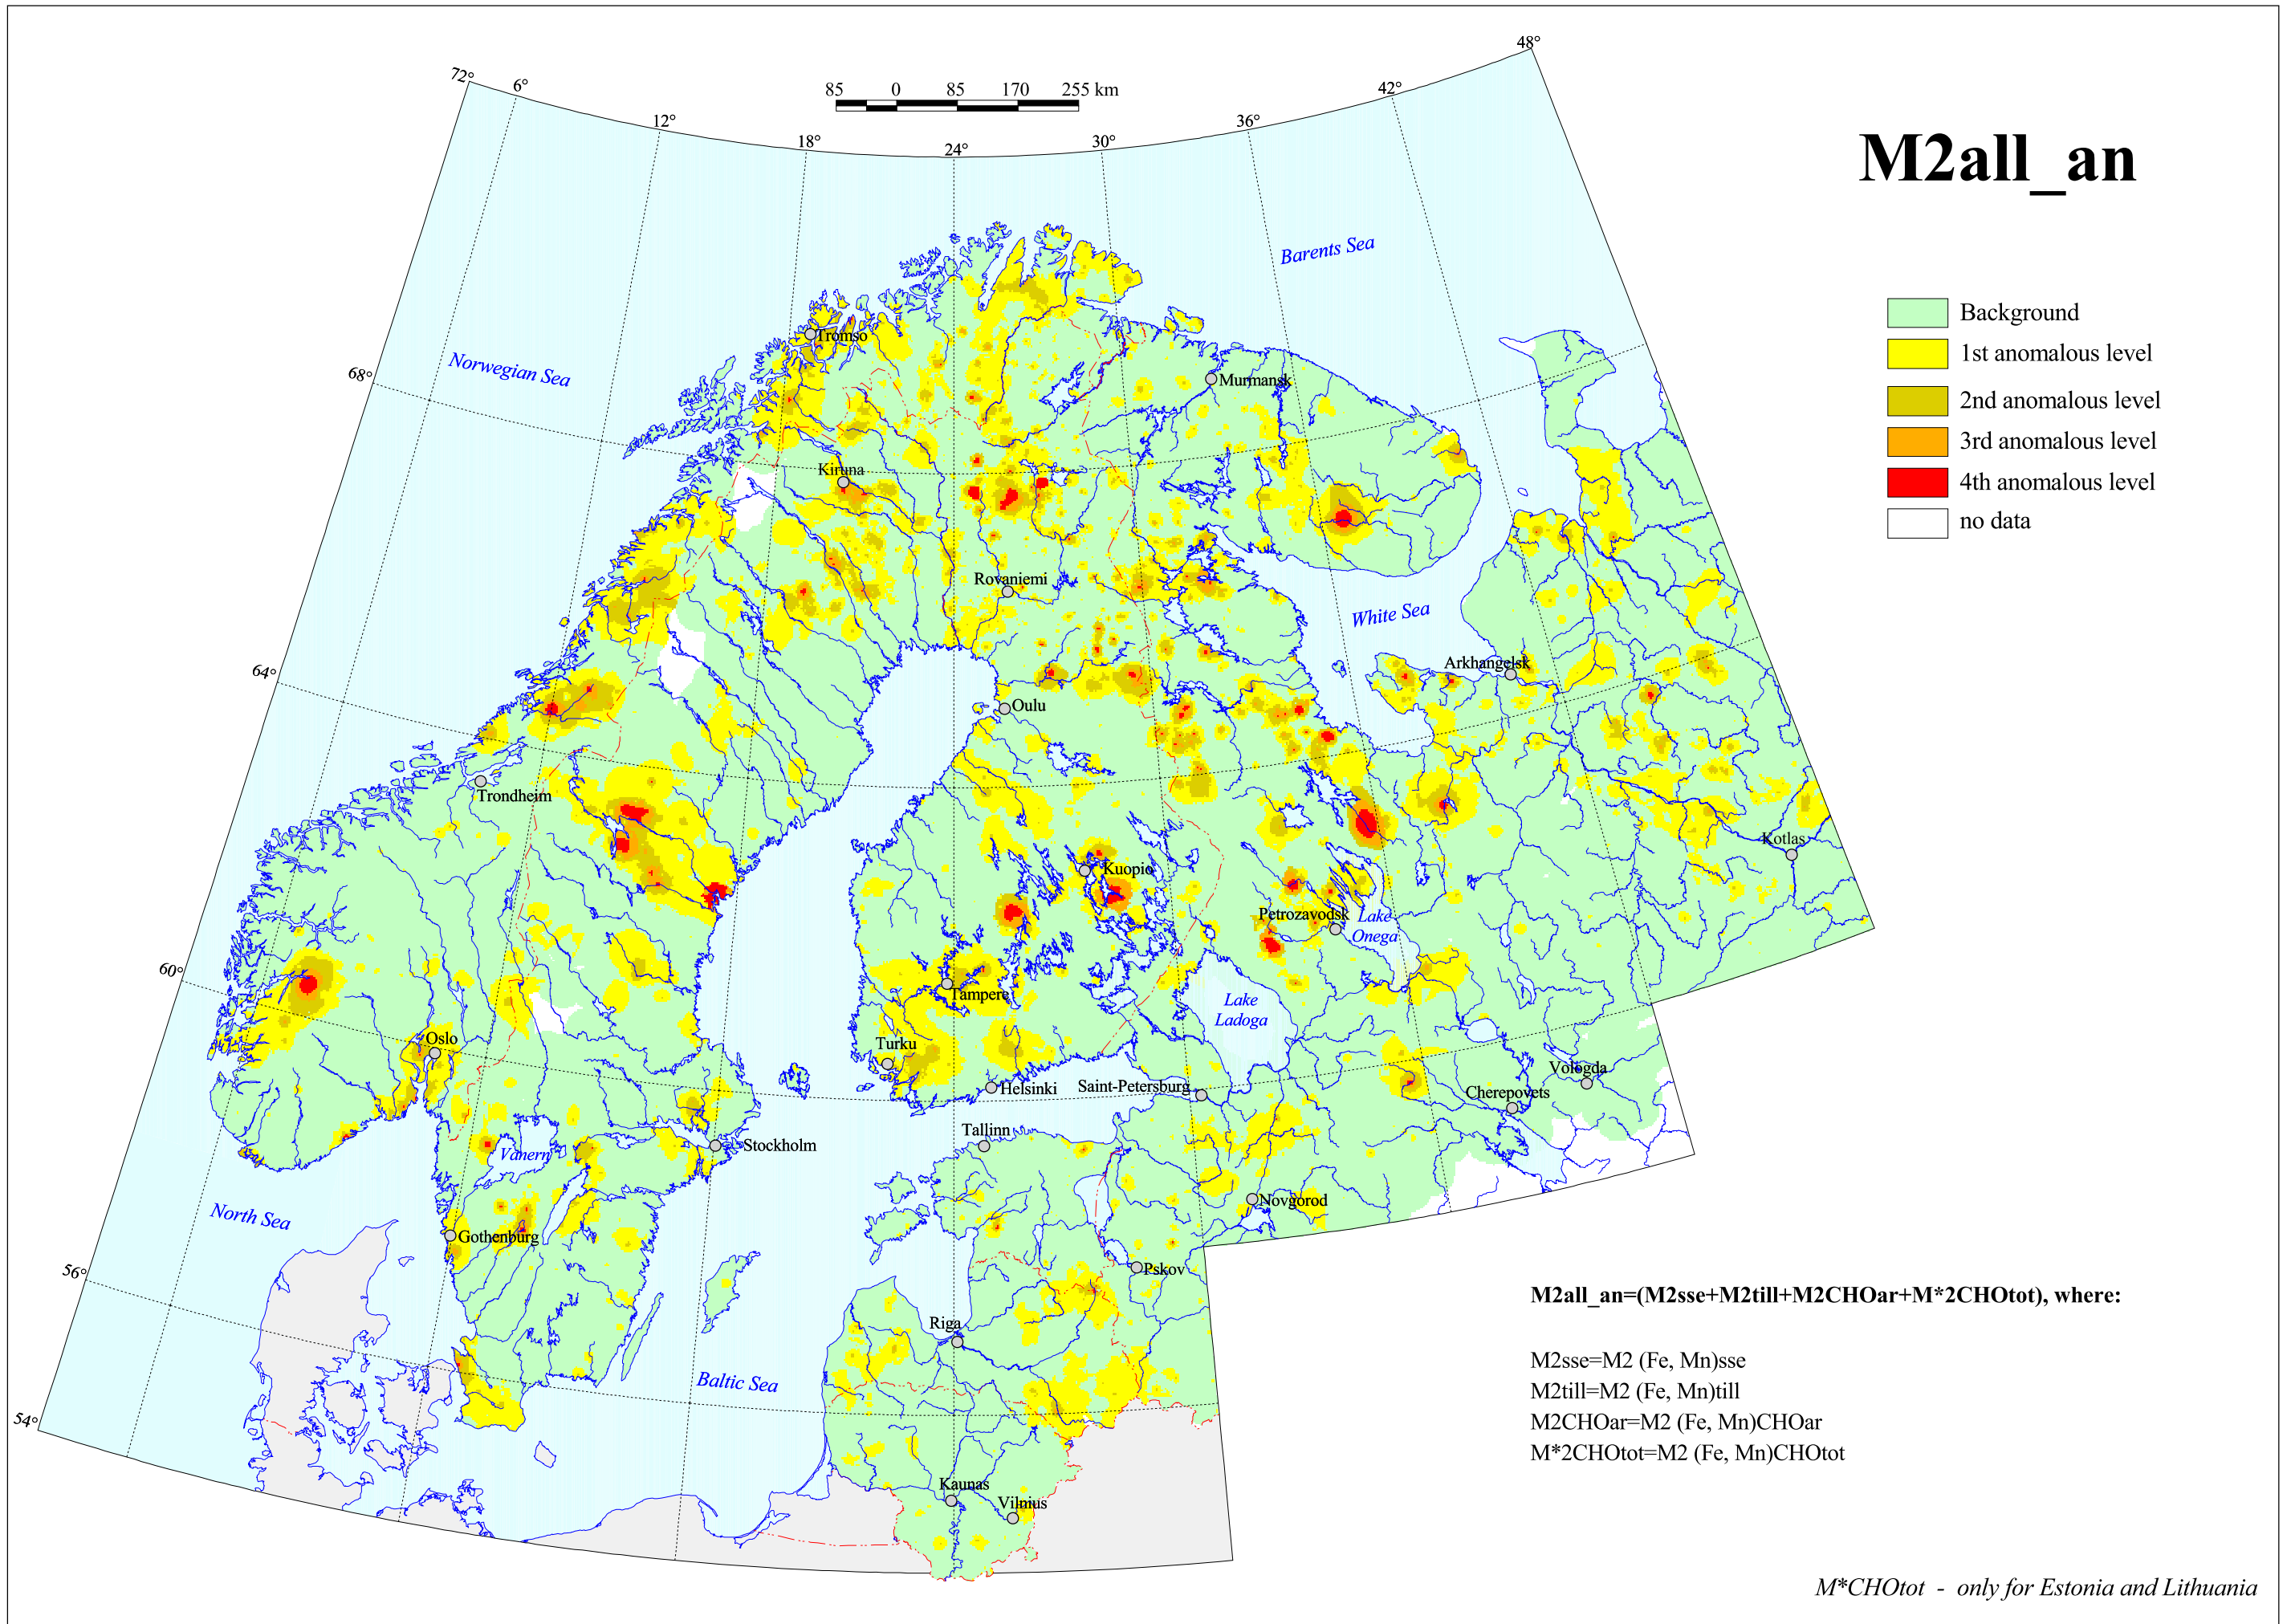 48°
72°
6°
42°
85 0 85 170 255 km
12°
36°
18°
30°
24°
M2all_an
Barents Sea
Background
Tromso
1st anomalous level
Norwegian Sea
68°
Murmansk
2nd anomalous level
3rd anomalous level
Kiruna
4th anomalous level
no data
Rovaniemi
White Sea
64°
Arkhangelsk
Oulu
Trondheim
Kotlas
Kuopio
Petrozavodsk
Lake
Onega
60°
Tampere
Lake
Ladoga
Oslo
Turku
Vologda
Helsinki
Saint-Petersburg
Cherepovets
Tallinn
Stockholm
Vanern
Novgorod
North Sea
Gothenburg
Pskov
56°
M2all_an=(M2sse+M2till+M2CHOar+M*2CHOtot), where:
Riga
M2sse=M2 (Fe, Mn)sse
Baltic Sea
M2till=M2 (Fe, Mn)till
54°
M2CHOar=M2 (Fe, Mn)CHOar
M*2CHOtot=M2 (Fe, Mn)CHOtot
Kaunas
Vilnius
M*CHOtot - only for Estonia and Lithuania